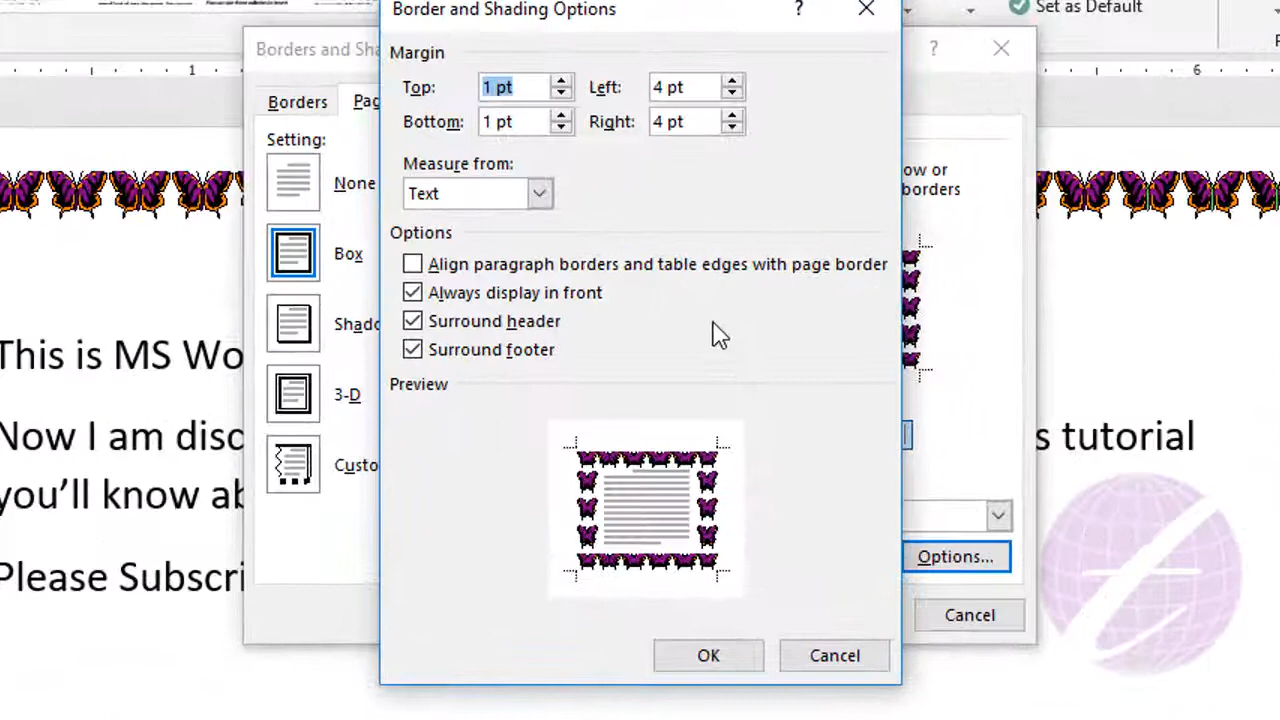 Border and Shading Options
?
Set as Default
Borders and Sha
?
Margin
1
6
Top: 1 pt Left: 4 pt
Borders
Bottom: 1 pt Right: 4 pt
Setting:
Measure from:
None
Text
ow or
borders
Options
Box
Align paragraph borders and table edges with page border
Always display in front
Surround header
Surround footer
This is MS Wo
Preview
3-D
Now I am disc
s tutorial
you’ll know ab
Options...
Please Subscri
Cancel
OK Cancel